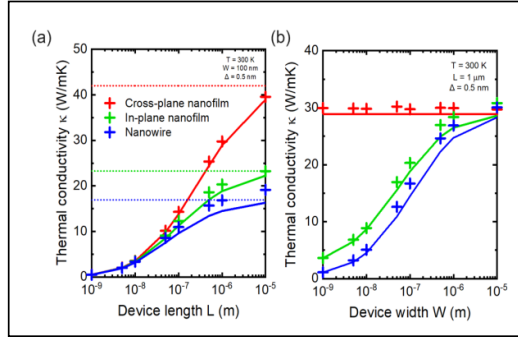 (a)
Thermal conductivity κ (W/mK)
50
40
30
20
10
0
T = 300 K
W = 100 nm
Δ = 0.5 nm
Cross-plane nanofilm
In-plane nanofilm
Nanowire
10⁻⁹ 10⁻⁸ 10⁻⁷ 10⁻⁶ 10⁻⁵
Device length L (m)
(b)
Thermal conductivity κ (W/mK)
40
30
20
10
0
T = 300 K
L = 1 μm
Δ = 0.5 nm
10⁻⁹ 10⁻⁸ 10⁻⁷ 10⁻⁶ 10⁻⁵
Device width W (m)